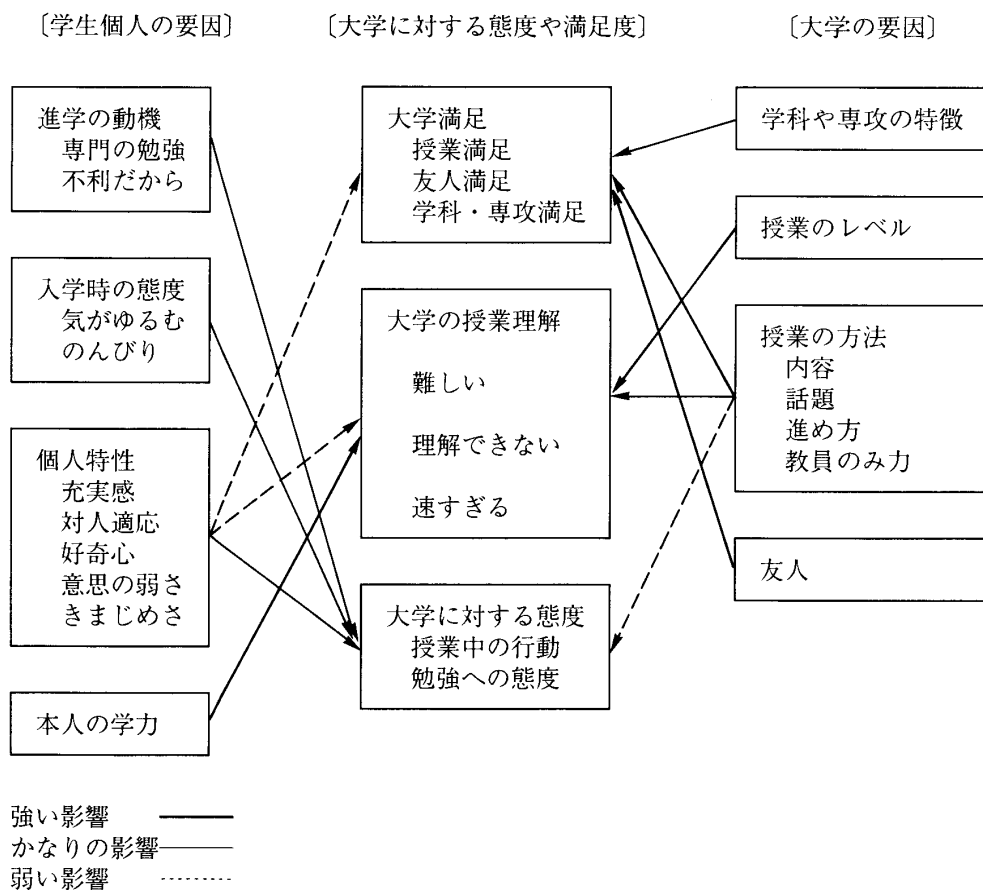 〔学生個人の要因〕
〔大学に対する態度や満足度〕
〔大学の要因〕
進学の動機
専門の勉強
不利だから
入学時の態度
気がゆるむ
のんびり
個人特性
充実感
対人適応
好奇心
意思の弱さ
きまじめさ
本人の学力
大学満足
授業満足
友人満足
学科・専攻満足
大学の授業理解
難しい
理解できない
速すぎる
大学に対する態度
授業中の行動
勉強への態度
学科や専攻の特徴
授業のレベル
授業の方法
内容
話題
進め方
教員のみ力
友人
強い影響
かなりの影響
弱い影響